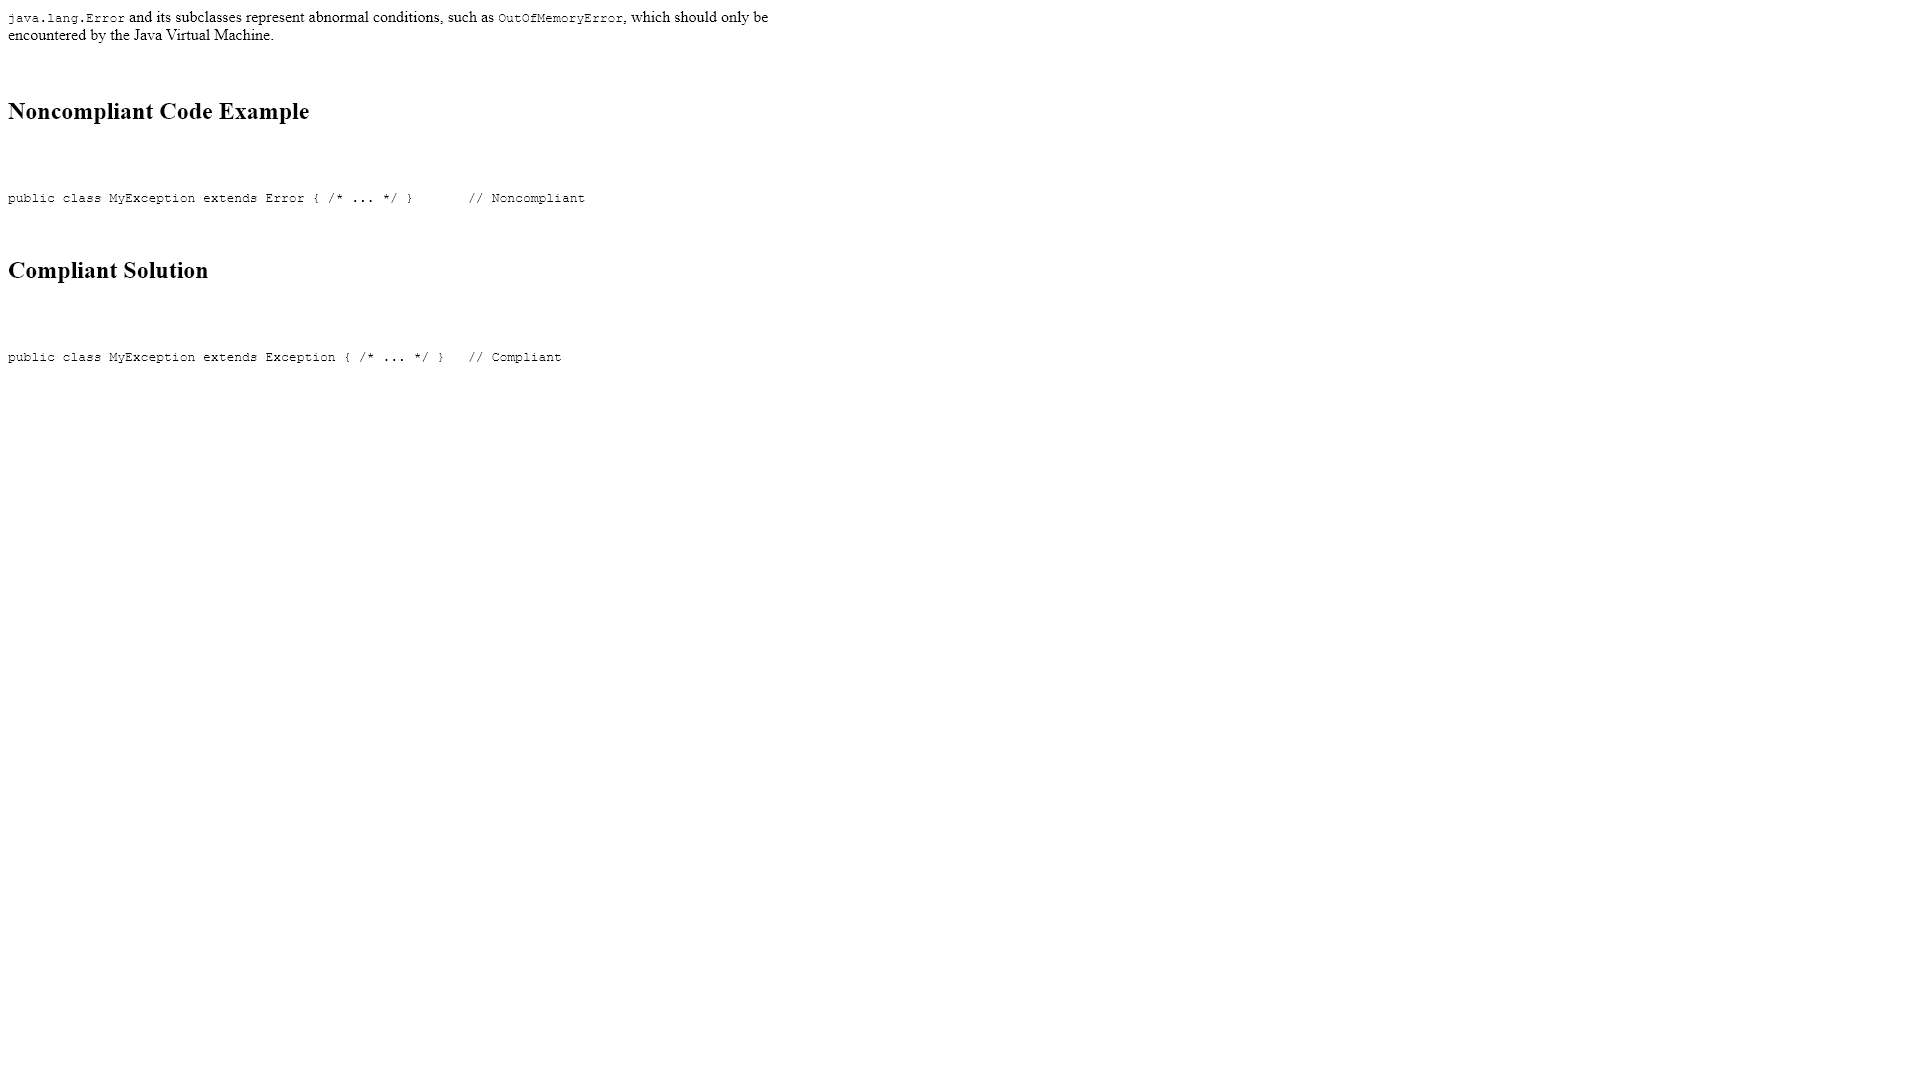 java.lang.Error and its subclasses represent abnormal conditions, such as OutOfMemoryError, which should only be
encountered by the Java Virtual Machine.
Noncompliant Code Example
public class MyException extends Error { /* ... */ }       // Noncompliant
Compliant Solution
public class MyException extends Exception { /* ... */ }   // Compliant